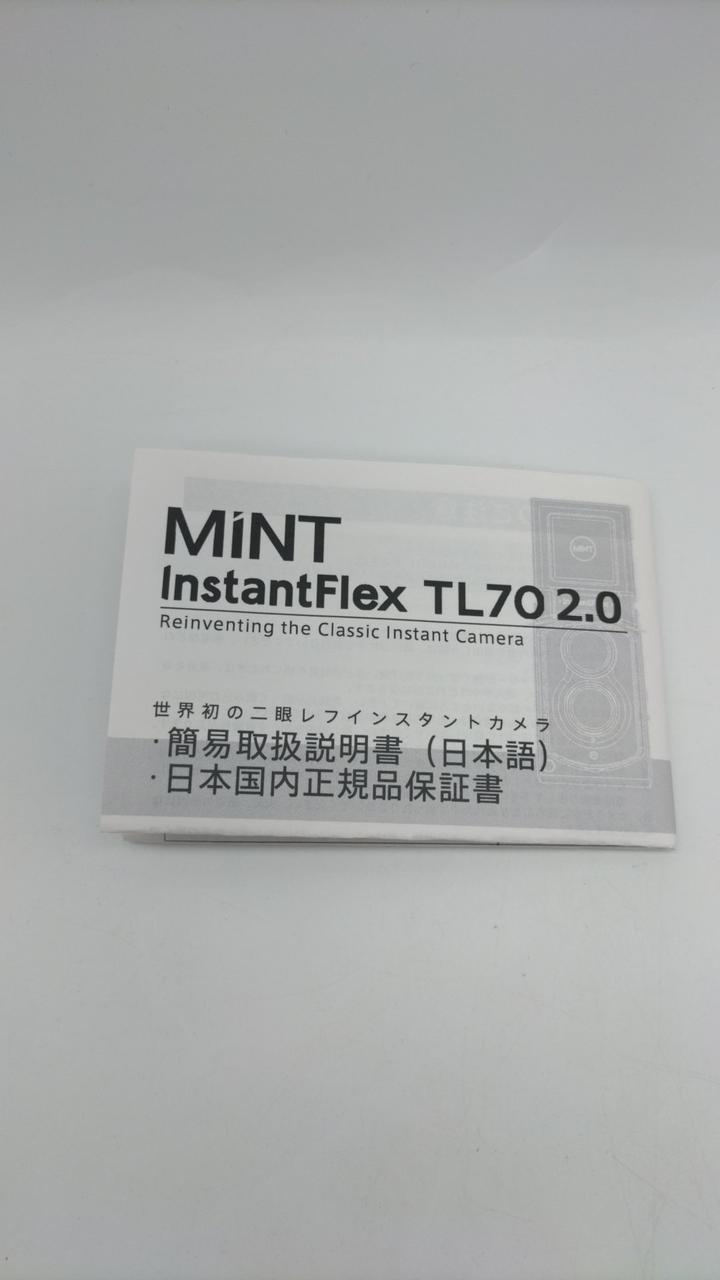 MiNT
InstantFlex TL70 2.0
Reinventing the Classic Instant Camera
MiNT
世界初の二眼レフインスタントカメラ
・簡易取扱説明書（日本語）
・日本国内正規品保証書